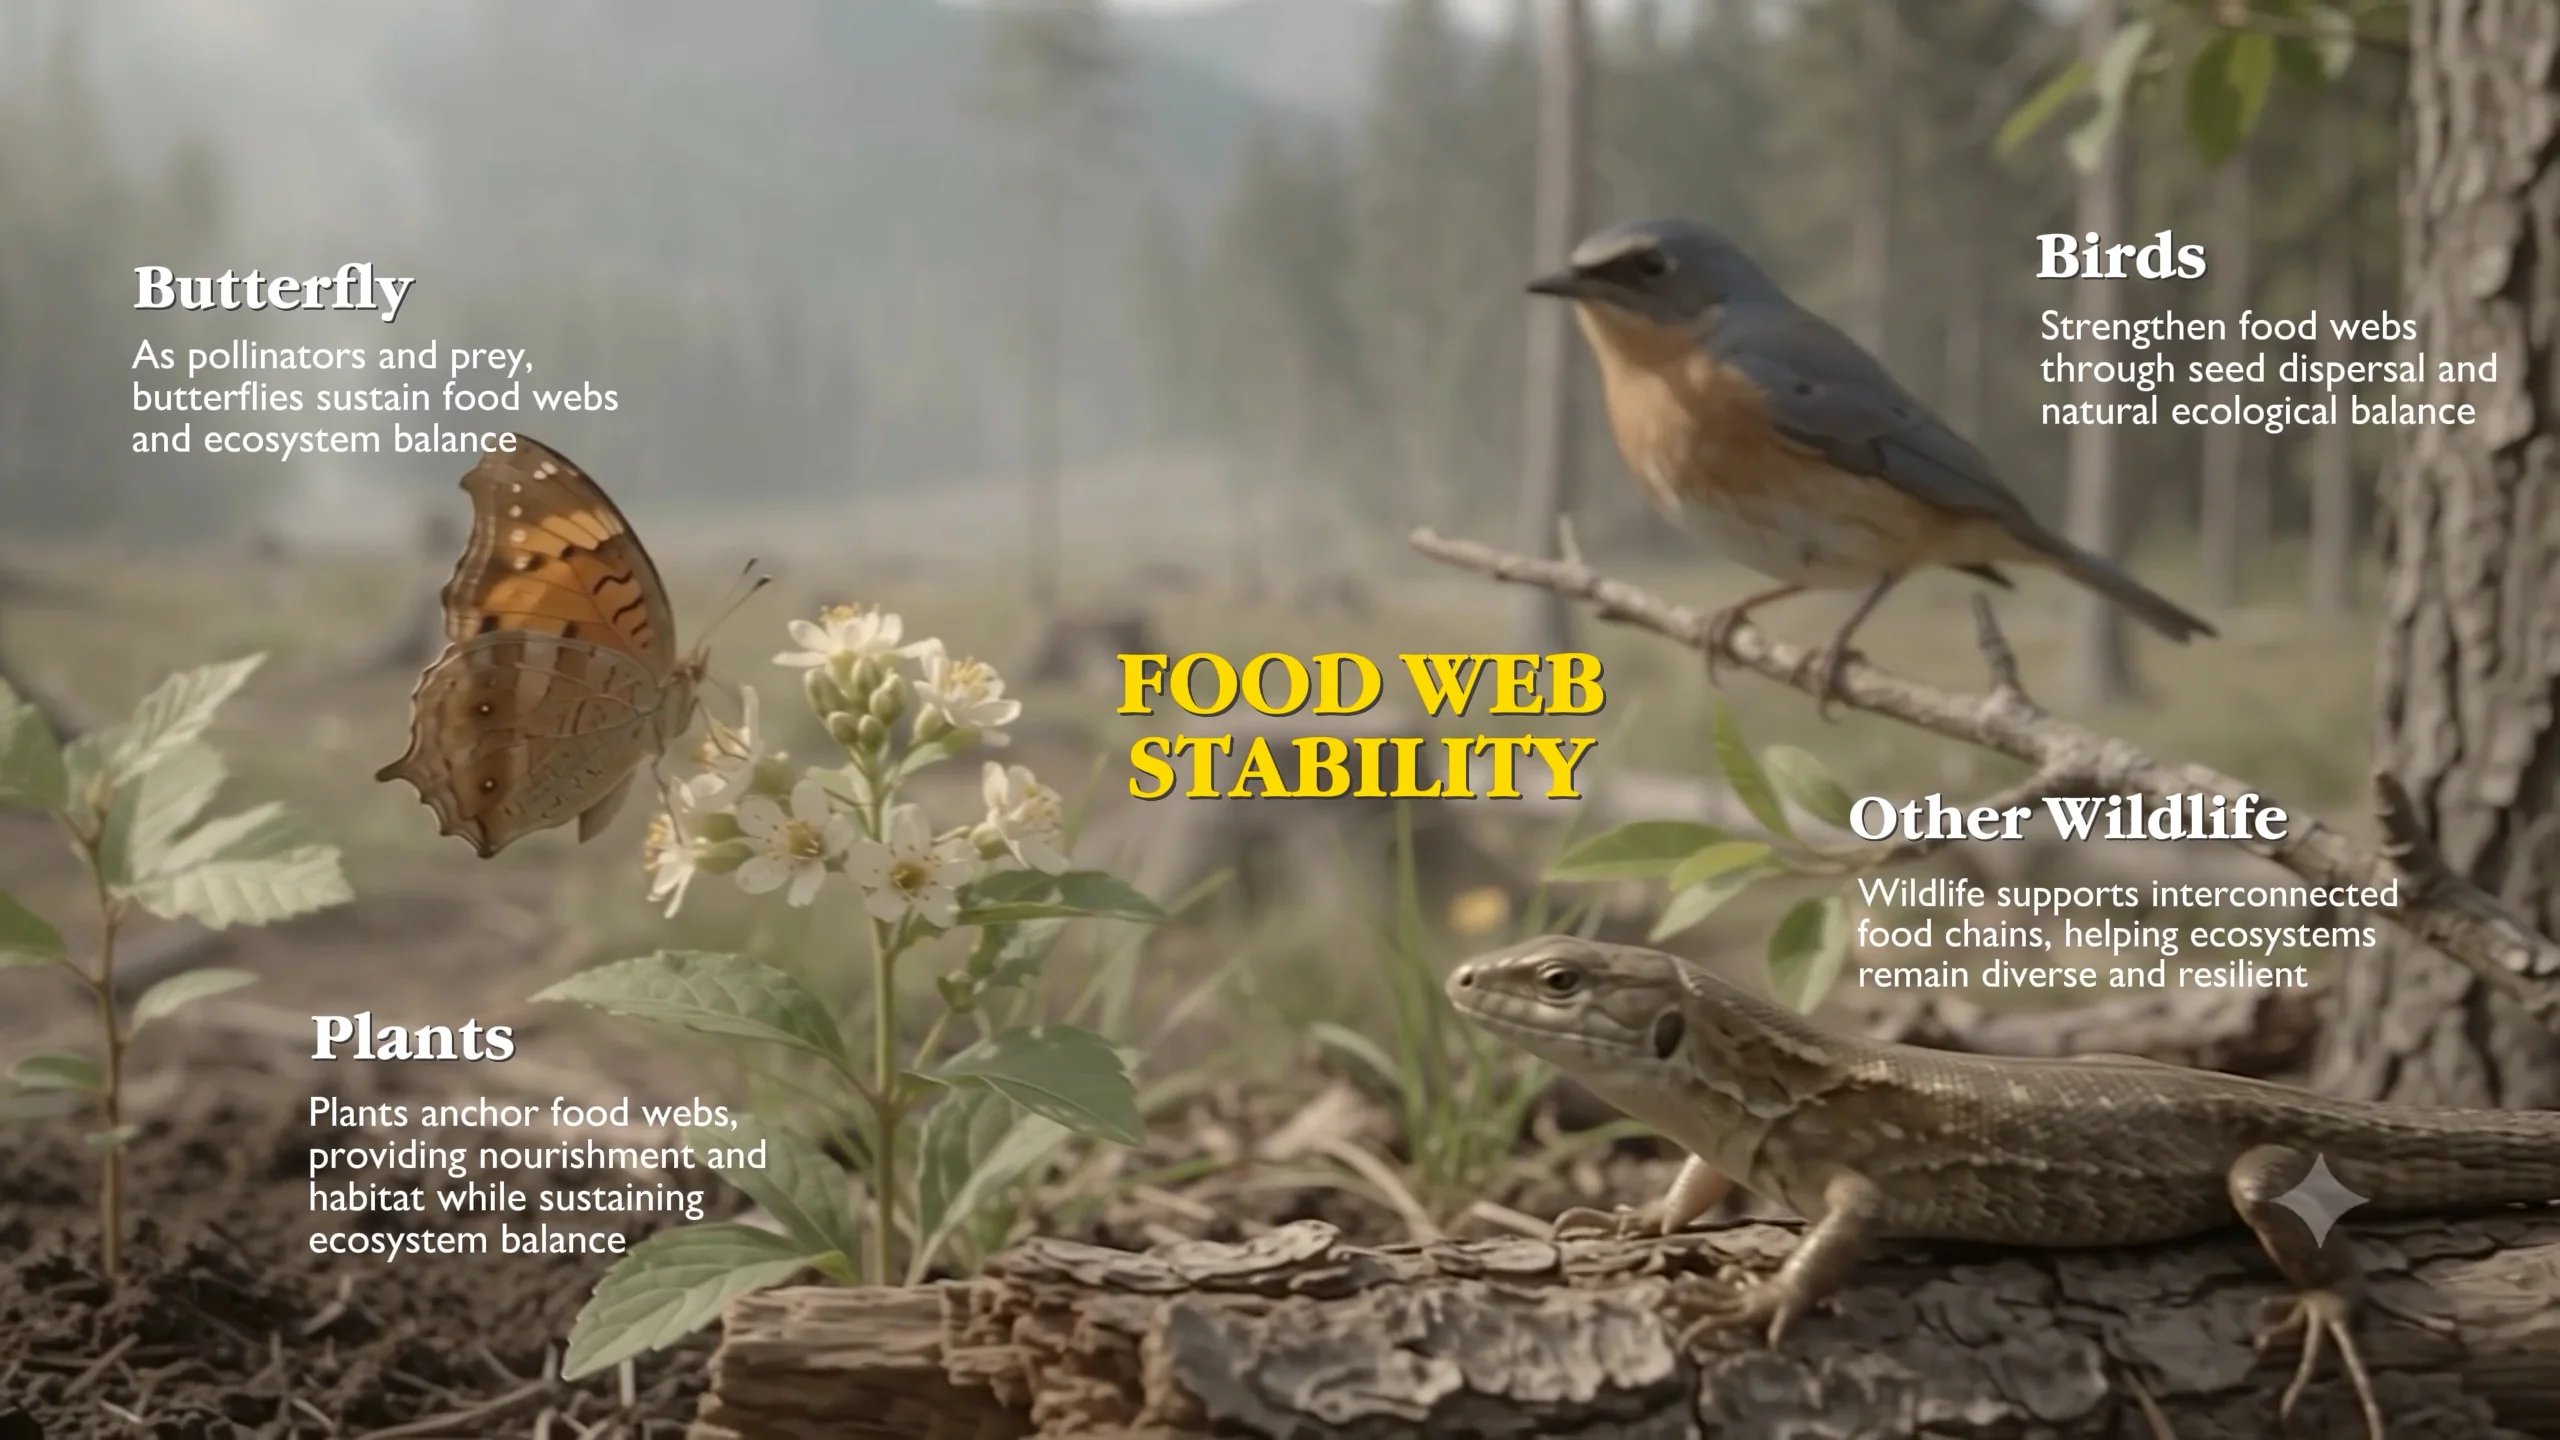 Butterfly
As pollinators and prey,
butterflies sustain food webs
and ecosystem balance
Birds
Strengthen food webs
through seed dispersal and
natural ecological balance
FOOD WEB
STABILITY
Other Wildlife
Wildlife supports interconnected
food chains, helping ecosystems
remain diverse and resilient
Plants
Plants anchor food webs,
providing nourishment and
habitat while sustaining
ecosystem balance